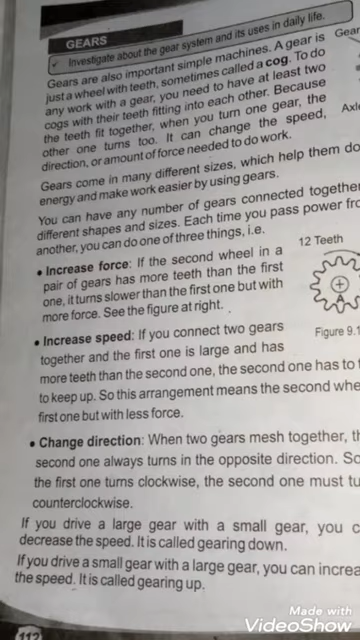 GEARS
✓ Investigate about the gear system and its uses in daily life.
Gears are also important simple machines. A gear is
just a wheel with teeth, sometimes called a cog. To do
any work with a gear, you need to have at least two
cogs with their teeth fitting into each other. Because
the teeth fit together, when you turn one gear, the
other one turns too. It can change the speed,
direction, or amount of force needed to do work.
Gear
Axle
Gears come in many different sizes, which help them do
energy and make work easier by using gears.
You can have any number of gears connected together
different shapes and sizes. Each time you pass power fro
another, you can do one of three things, i.e.
• Increase force: If the second wheel in a
pair of gears has more teeth than the first
one, it turns slower than the first one but with
more force. See the figure at right.
12 Teeth
A
Figure 9.1
• Increase speed: If you connect two gears
together and the first one is large and has
more teeth than the second one, the second one has to
to keep up. So this arrangement means the second whe
first one but with less force.
• Change direction: When two gears mesh together, th
second one always turns in the opposite direction. So
the first one turns clockwise, the second one must tu
counterclockwise.
If you drive a large gear with a small gear, you c
decrease the speed. It is called gearing down.
If you drive a small gear with a large gear, you can increa
the speed. It is called gearing up.
112
Made with
VideoShow